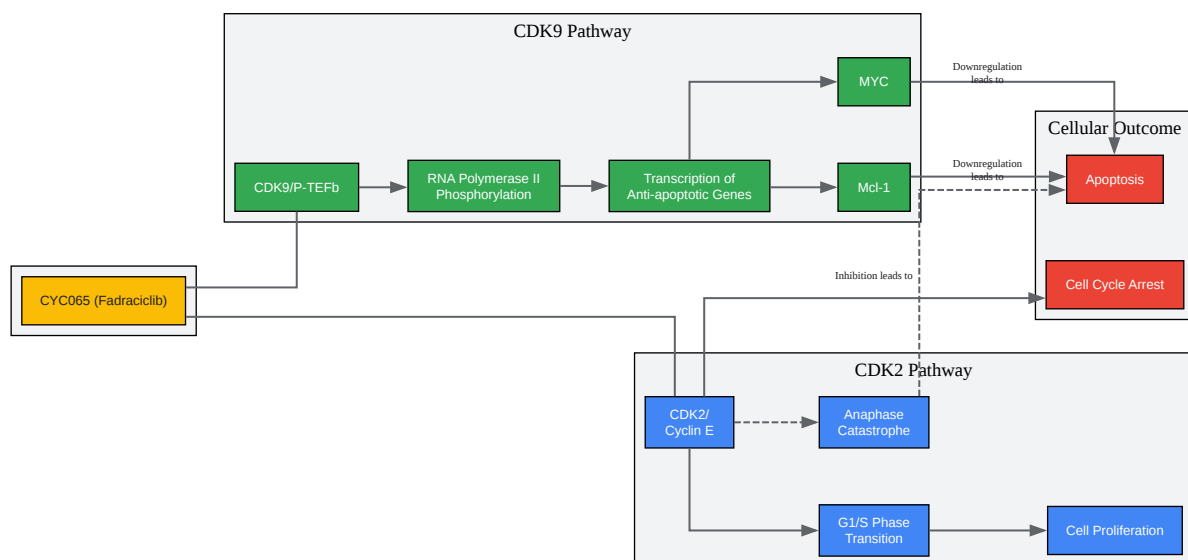 CDK9 Pathway
MYC
Downregulation
leads to
Cellular Outcome
CDK9/P-TEFb
RNA Polymerase II
Phosphorylation
Transcription of
Anti-apoptotic Genes
Mcl-1
Downregulation
leads to
Apoptosis
CYC065 (Fadraciclib)
Inhibition leads to
Cell Cycle Arrest
CDK2 Pathway
CDK2/
Cyclin E
Anaphase
Catastrophe
G1/S Phase
Transition
Cell Proliferation